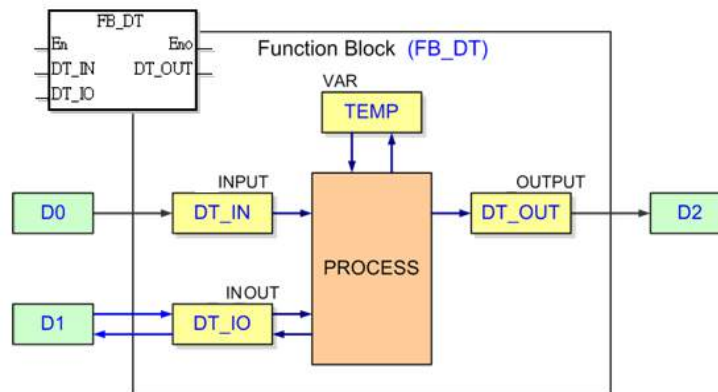 FB_DT
En Eno
DT_IN DT_OUT
DT_IO
Function Block (FB_DT)
VAR
TEMP
INPUT
OUTPUT
D0
DT_IN
DT_OUT
D2
PROCESS
INOUT
D1
DT_IO